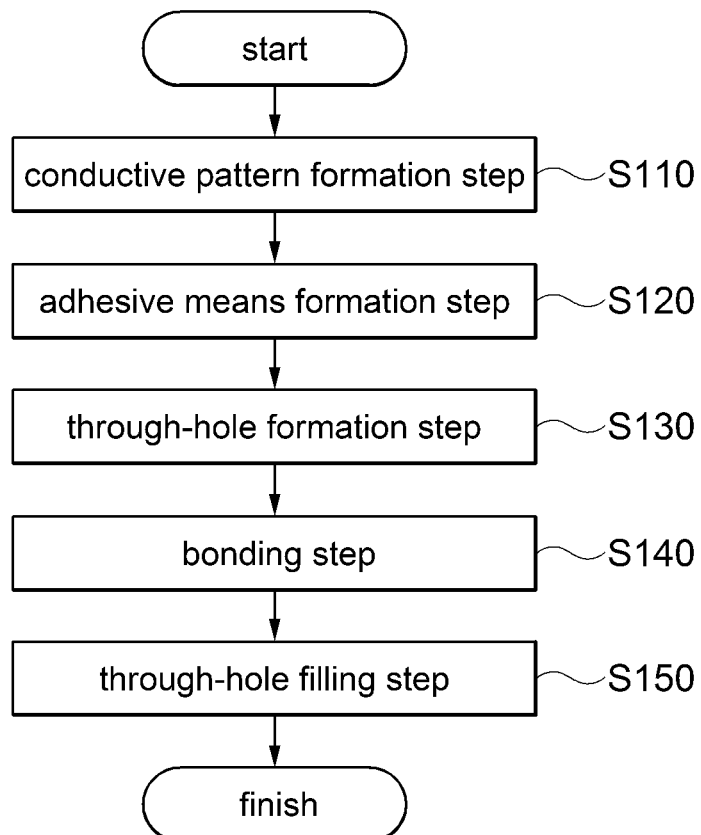 start
conductive pattern formation step S110
adhesive means formation step S120
through-hole formation step S130
bonding step S140
through-hole filling step S150
finish